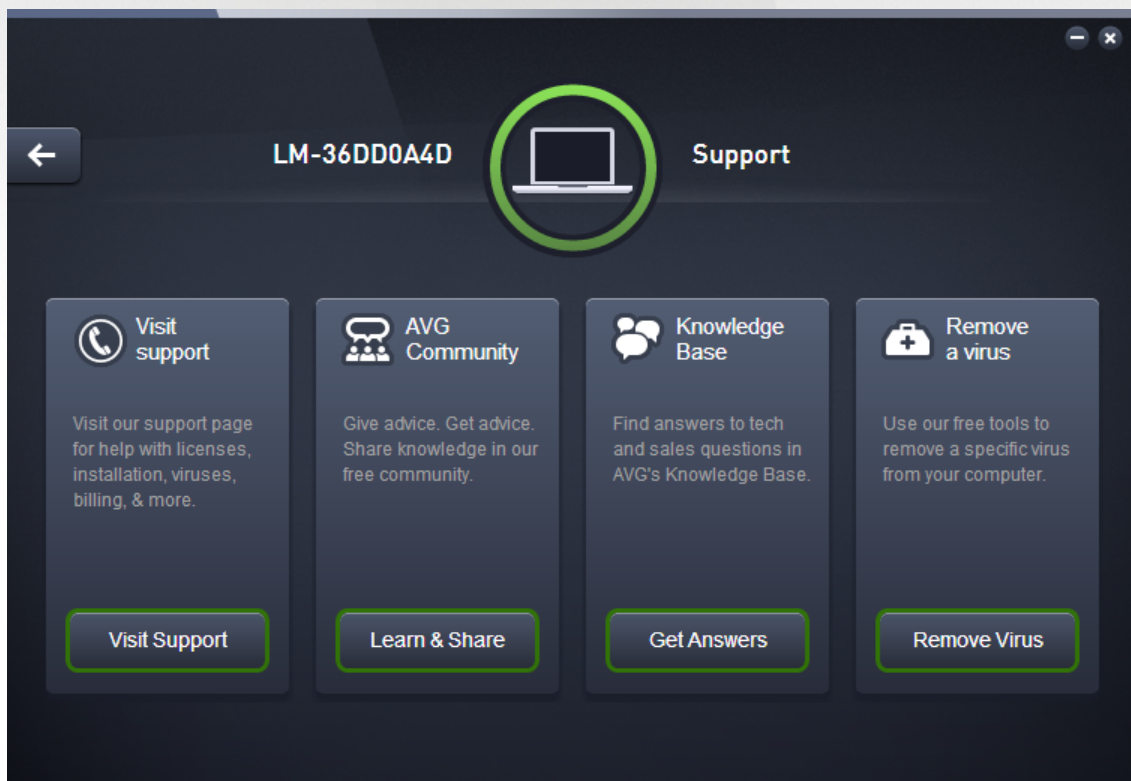 LM-36DD0A4D
Support
Visit
support
Visit our support page
for help with licenses,
installation, viruses,
billing, & more.
Visit Support
AVG
Community
Give advice. Get advice.
Share knowledge in our
free community.
Learn & Share
Knowledge
Base
Find answers to tech
and sales questions in
AVG's Knowledge Base.
Get Answers
Remove
a virus
Use our free tools to
remove a specific virus
from your computer.
Remove Virus